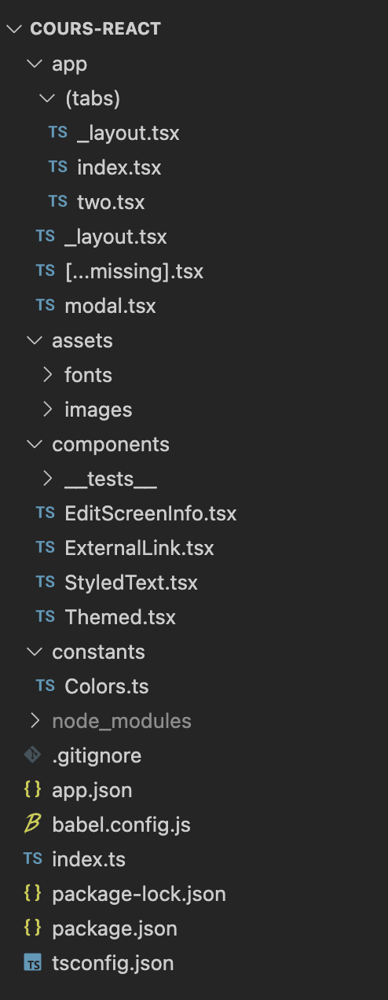 COURS-REACT
app
(tabs)
TS _layout.tsx
TS index.tsx
TS two.tsx
TS _layout.tsx
TS [...missing].tsx
TS modal.tsx
assets
fonts
images
components
__tests__
TS EditScreenInfo.tsx
TS ExternalLink.tsx
TS StyledText.tsx
TS Themed.tsx
constants
TS Colors.ts
node_modules
.gitignore
{} app.json
B babel.config.js
TS index.ts
{} package-lock.json
{} package.json
TS tsconfig.json